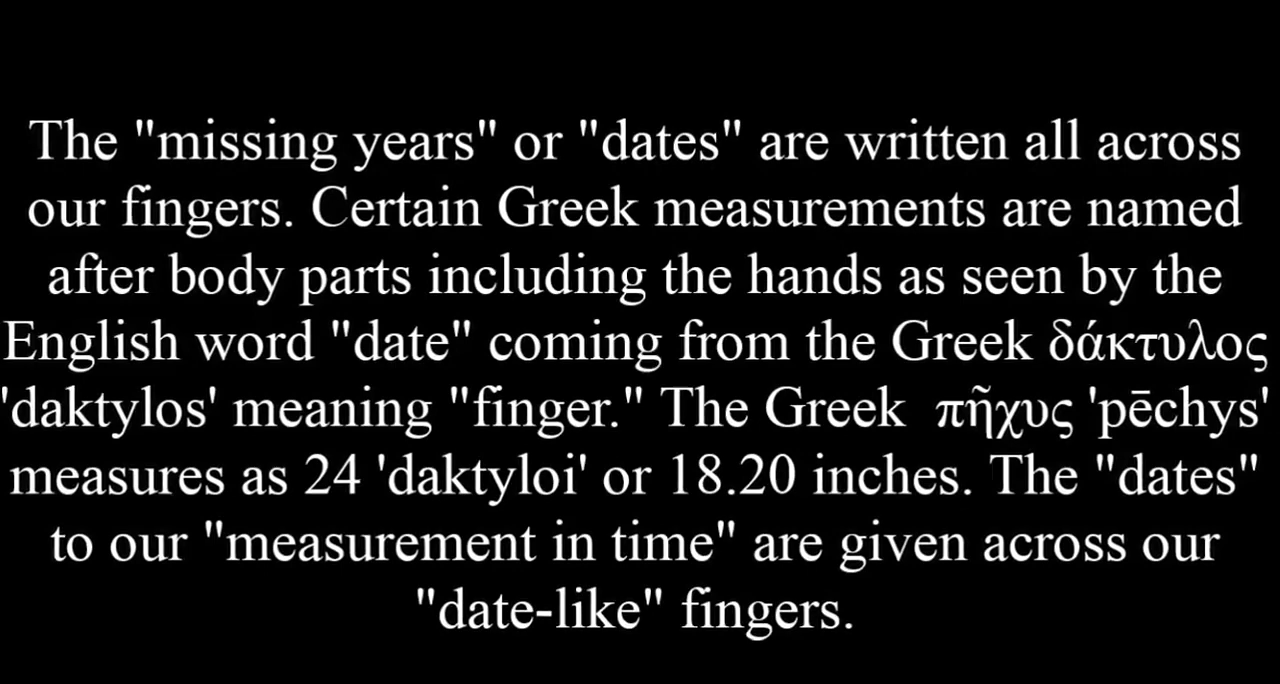 The "missing years" or "dates" are written all across
our fingers. Certain Greek measurements are named
after body parts including the hands as seen by the
English word "date" coming from the Greek δάκτυλος
'daktylos' meaning "finger." The Greek πῆχυς 'pēchys'
measures as 24 'daktyloi' or 18.20 inches. The "dates"
to our "measurement in time" are given across our
"date-like" fingers.